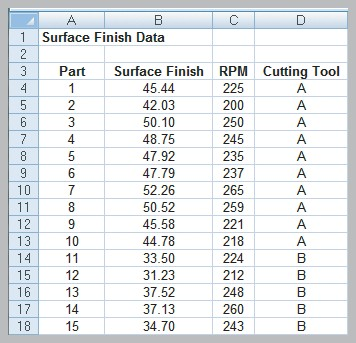 A B C D
1 Surface Finish Data
2
3 Part Surface Finish RPM Cutting Tool
4 1 45.44 225 A
5 2 42.03 200 A
6 3 50.10 250 A
7 4 48.75 245 A
8 5 47.92 235 A
9 6 47.79 237 A
10 7 52.26 265 A
11 8 50.52 259 A
12 9 45.58 221 A
13 10 44.78 218 A
14 11 33.50 224 B
15 12 31.23 212 B
16 13 37.52 248 B
17 14 37.13 260 B
18 15 34.70 243 B